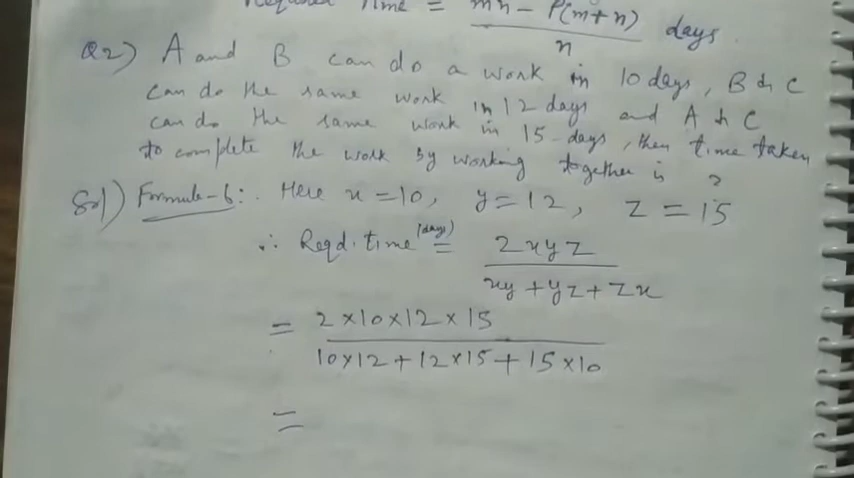 Required Time = mn - P(m+n) / n days
Q2) A and B can do a work in 10 days, B & C
can do the same work in 12 days and A & C
can do the same work in 15 days, then time taken
to complete the work by working together is ?
Sol) Formule-6:. Here x = 10, y = 12, z = 15
∴ Reqd. time (days) = 2xyz / xy + yz + zx
= 2×10×12×15 / 10×12 + 12×15 + 15×10
=